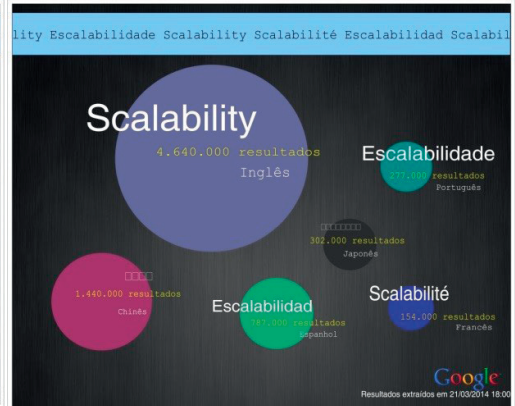 lity Escalabilidade Scalability Scalabilité Escalabilidad Scalabil
Scalability
4.640.000 resultados
Inglês
Escalabilidade
277.000 resultados
Português
□□□□□□□□
302.000 resultados
Japonês
□□□□
1.440.000 resultados
Chinês
Escalabilidad
387.000 resultados
Espanhol
Scalabilité
154.000 resultados
Francês
Google
Resultados extraídos em 21/03/2014 18:00